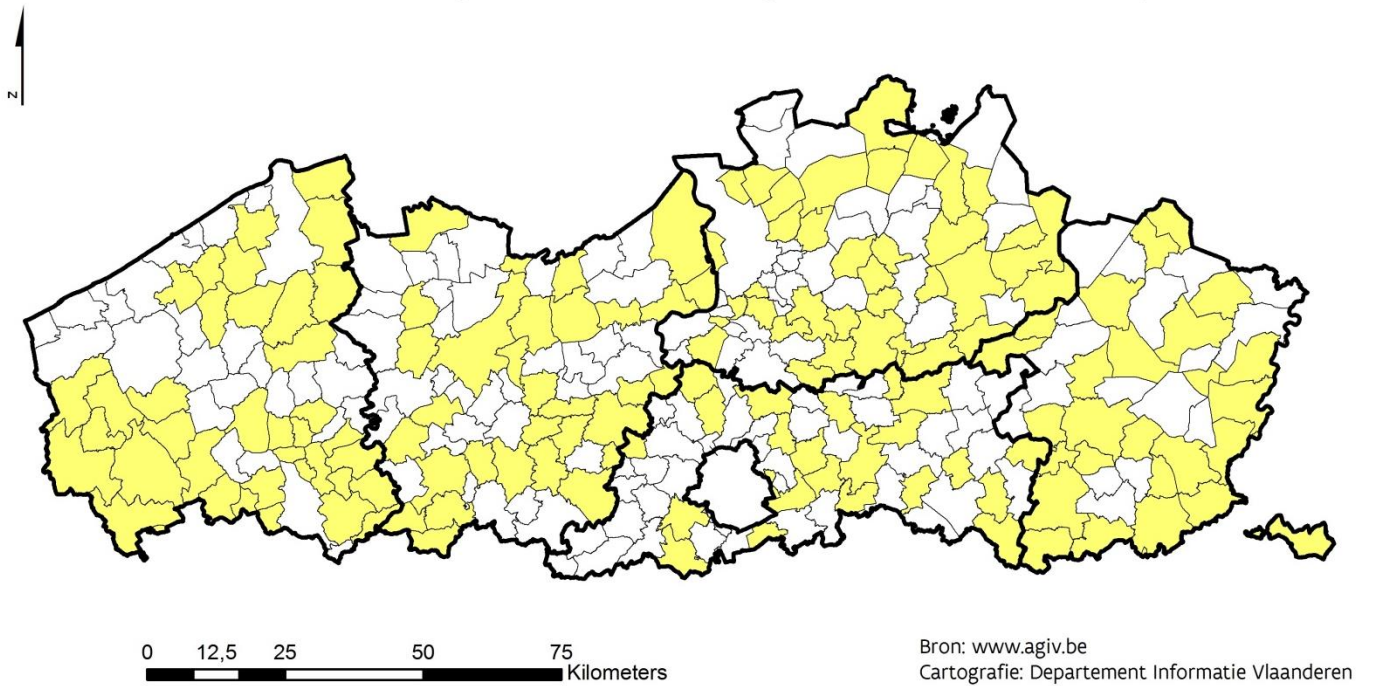 z
0 12,5 25 50 75
Kilometers
Bron: www.agiv.be
Cartografie: Departement Informatie Vlaanderen